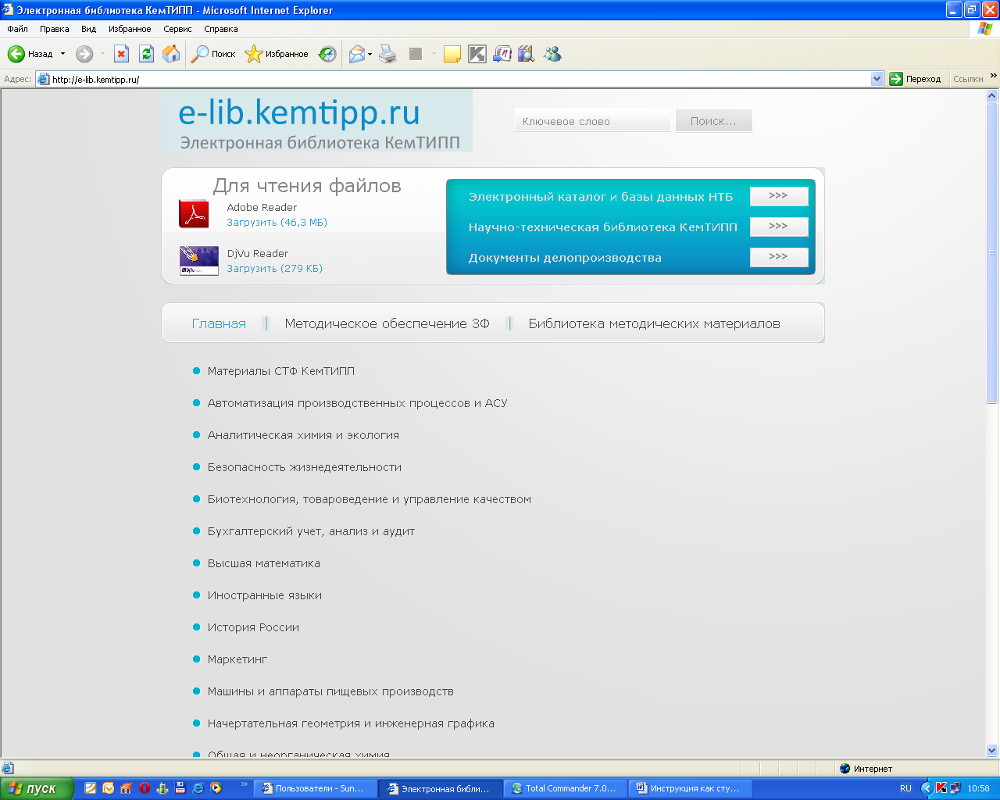 Электронная библиотека КемТИПП - Microsoft Internet Explorer
Файл Правка Вид Избранное Сервис Справка
Назад Поиск Избранное
Адрес: http://e-lib.kemtipp.ru/ Переход Ссылки »
e-lib.kemtipp.ru
Электронная библиотека КемТИПП
Ключевое слово Поиск...
Для чтения файлов
Adobe Reader
Загрузить (46,3 МБ)
DjVu Reader
Загрузить (279 КБ)
Электронный каталог и базы данных НТБ >>>
Научно-техническая библиотека КемТИПП >>>
Документы делопроизводства >>>
Главная Методическое обеспечение ЗФ Библиотека методических материалов
Материалы СТФ КемТИПП
Автоматизация производственных процессов и АСУ
Аналитическая химия и экология
Безопасность жизнедеятельности
Биотехнология, товароведение и управление качеством
Бухгалтерский учет, анализ и аудит
Высшая математика
Иностранные языки
История России
Маркетинг
Машины и аппараты пищевых производств
Начертательная геометрия и инженерная графика
Общая и неорганическая химия
Интернет
пуск » Пользователи - Sun... Электронная библи... Total Commander 7.0... Инструкция как сту... RU 10:58